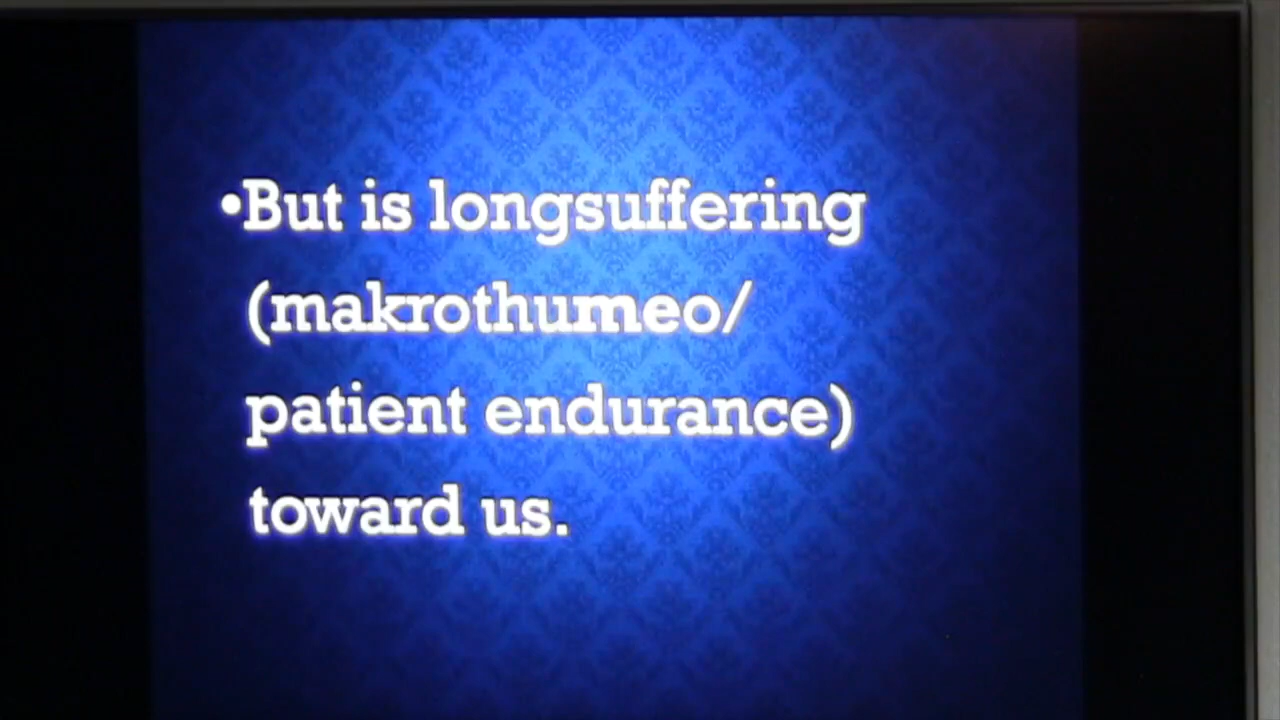 •But is longsuffering
(makrothumeo/
patient endurance)
toward us.